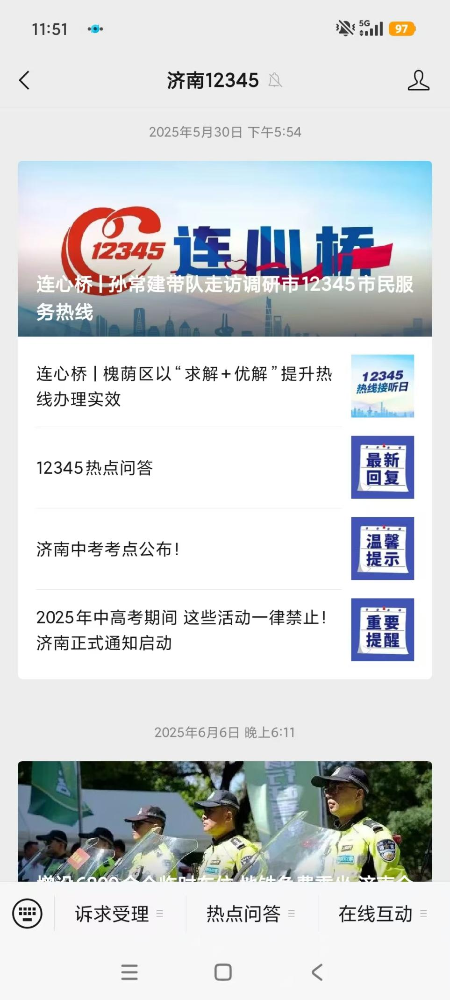 11:51
5G
97
济南12345
2025年5月30日 下午5:54
12345 连心桥
连心桥 | 孙常建带队走访调研市12345市民服
务热线
连心桥 | 槐荫区以“求解+优解”提升热
线办理实效
12345
热线接听日
12345热点问答
最新
回复
济南中考考点公布！
温馨
提示
2025年中高考期间 这些活动一律禁止！
济南正式通知启动
重要
提醒
2025年6月6日 晚上6:11
诉求受理
热点问答
在线互动